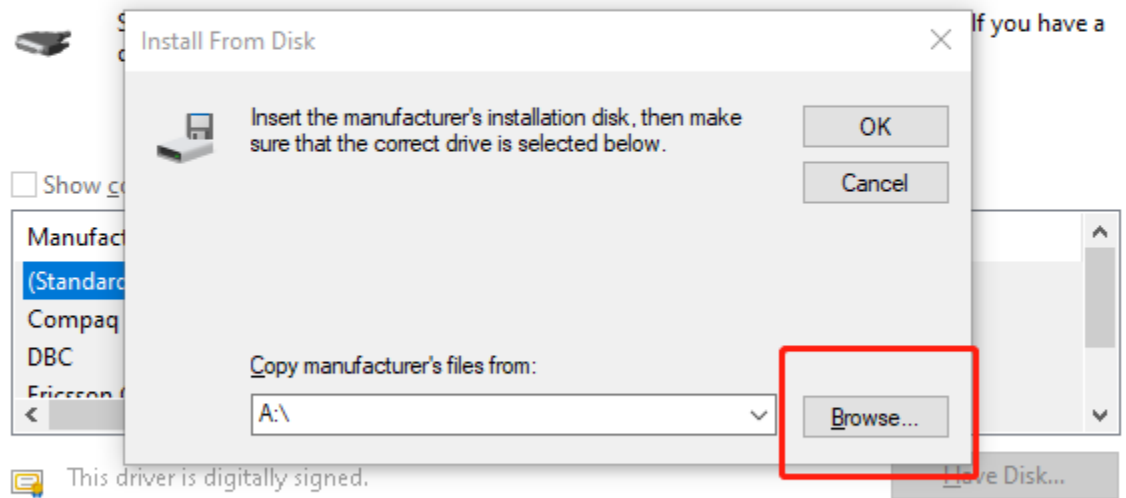 If you have a
Install From Disk
Insert the manufacturer's installation disk, then make
sure that the correct drive is selected below.
OK
Cancel
Show
Manufact
(Standard
Compaq
DBC
Ericsson
Copy manufacturer's files from:
A:\
Browse...
This driver is digitally signed.
Have Disk...